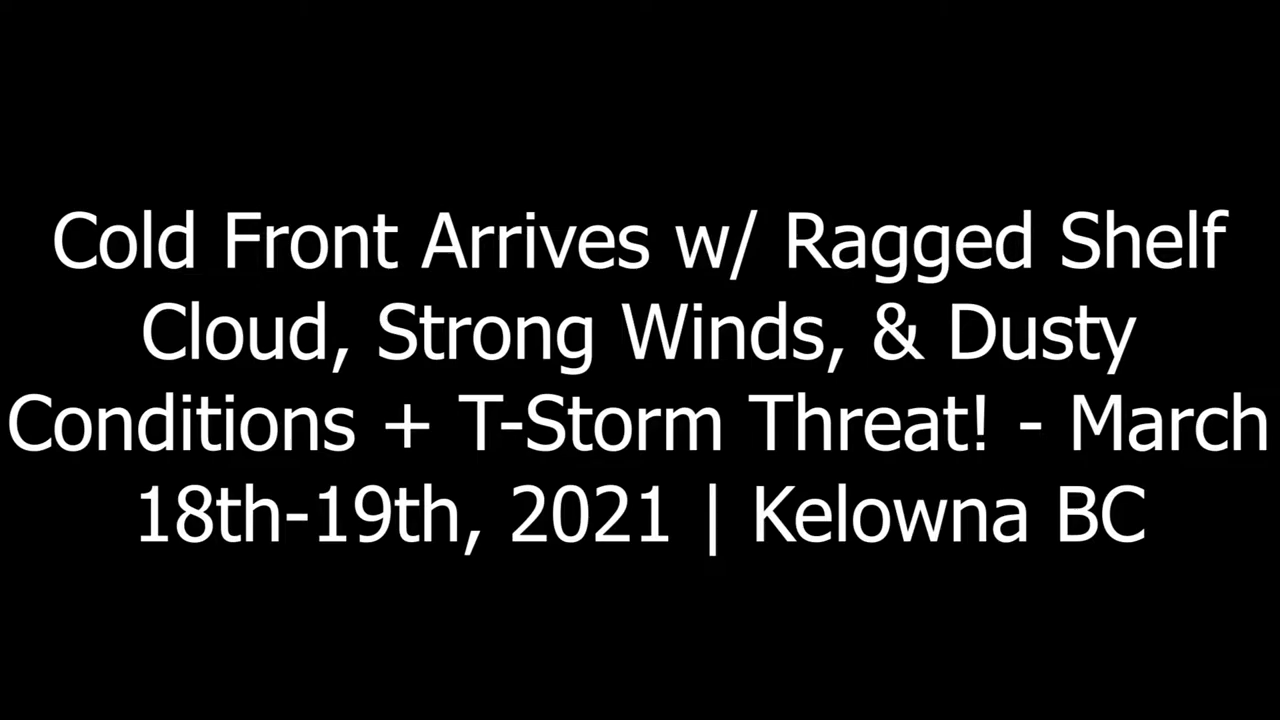 Cold Front Arrives w/ Ragged Shelf
Cloud, Strong Winds, & Dusty
Conditions + T-Storm Threat! - March
18th-19th, 2021 | Kelowna BC